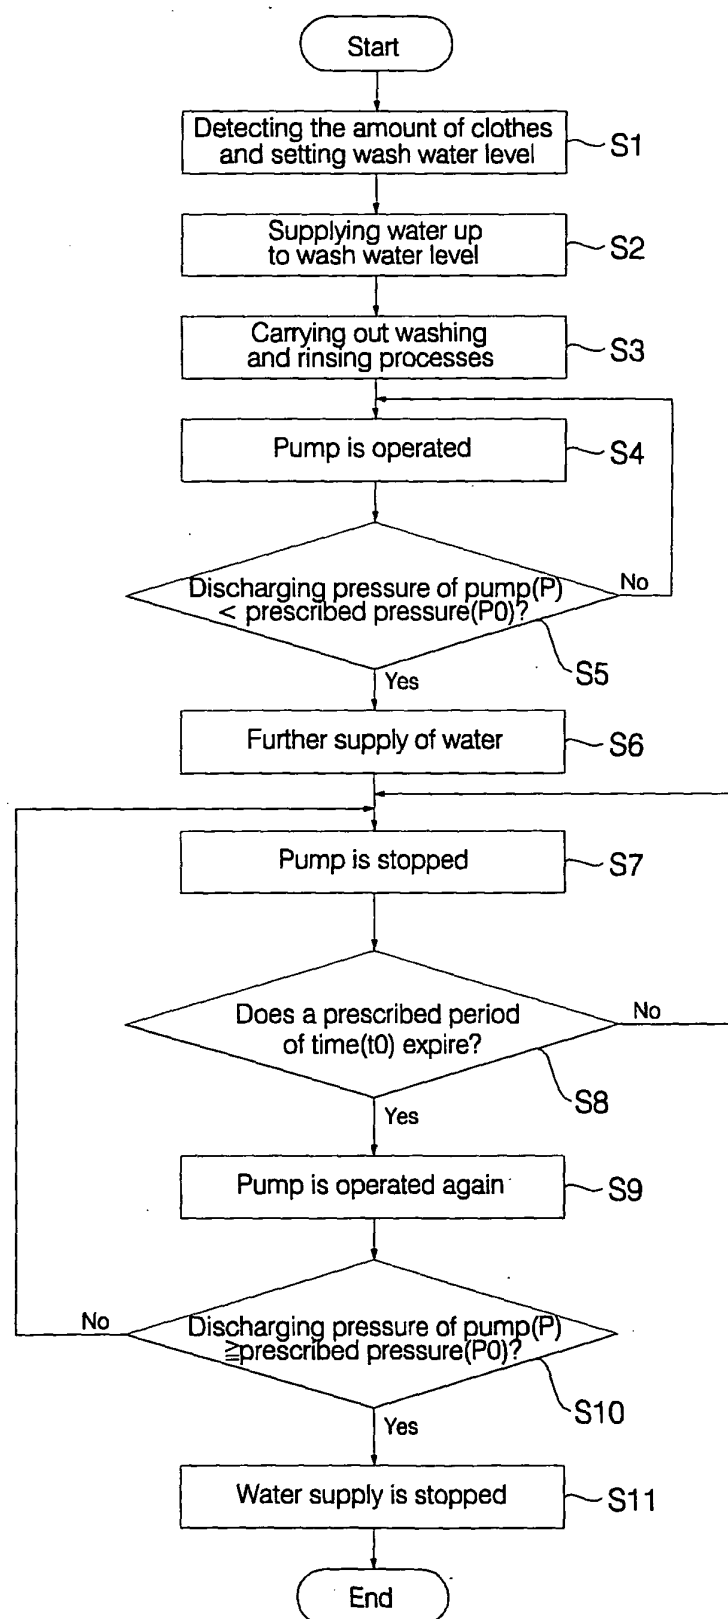 Start
Detecting the amount of clothes
and setting wash water level
S1
Supplying water up
to wash water level
S2
Carrying out washing
and rinsing processes
S3
Pump is operated
S4
Discharging pressure of pump(P)
< prescribed pressure(P0)?
No
S5
Yes
Further supply of water
S6
Pump is stopped
S7
Does a prescribed period
of time(t0) expire?
No
S8
Yes
Pump is operated again
S9
No
Discharging pressure of pump(P)
≧prescribed pressure(P0)?
S10
Yes
Water supply is stopped
S11
End